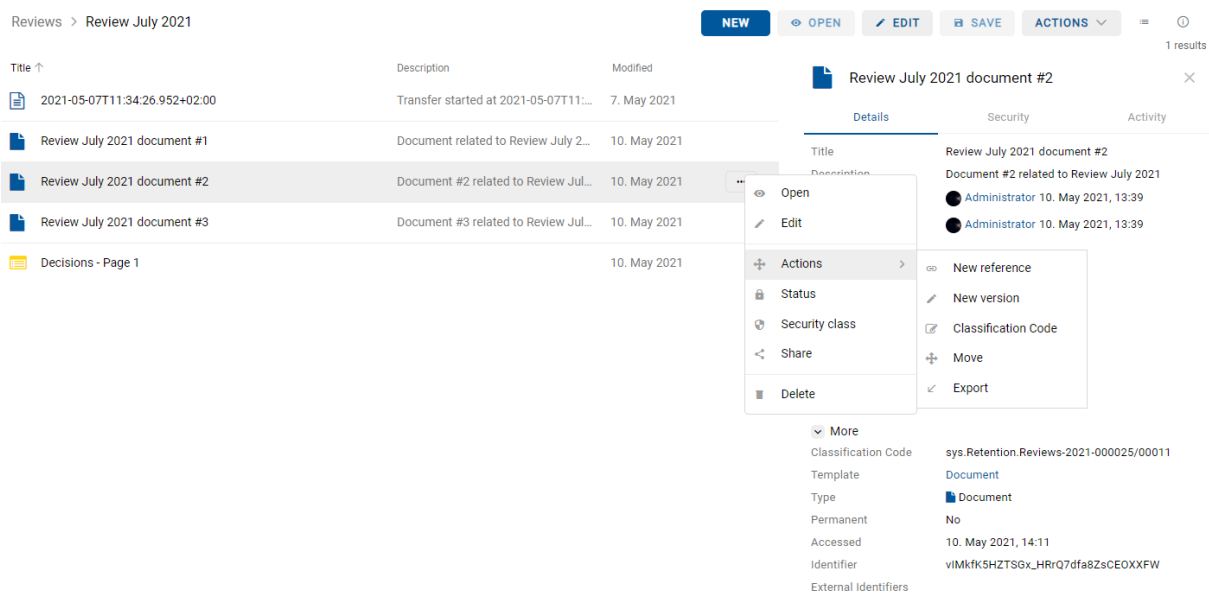 Reviews > Review July 2021
NEW OPEN EDIT SAVE ACTIONS
1 results
Title Description Modified
2021-05-07T11:34:26.952+02:00 Transfer started at 2021-05-07T11:... 7. May 2021
Review July 2021 document #1 Document related to Review July 2... 10. May 2021
Review July 2021 document #2 Document #2 related to Review Jul... 10. May 2021
Review July 2021 document #3 Document #3 related to Review Jul... 10. May 2021
Decisions - Page 1 10. May 2021
Open
Edit
Actions
Status
Security class
Share
Delete
New reference
New version
Classification Code
Move
Export
Review July 2021 document #2
Details Security Activity
Title Review July 2021 document #2
Description Document #2 related to Review July 2021
Administrator 10. May 2021, 13:39
Administrator 10. May 2021, 13:39
More
Classification Code sys.Retention.Reviews-2021-000025/00011
Template Document
Type Document
Permanent No
Accessed 10. May 2021, 14:11
Identifier vIMkfK5HZTSGx_HRrQ7dfa8ZsCEOXXFW
External Identifiers